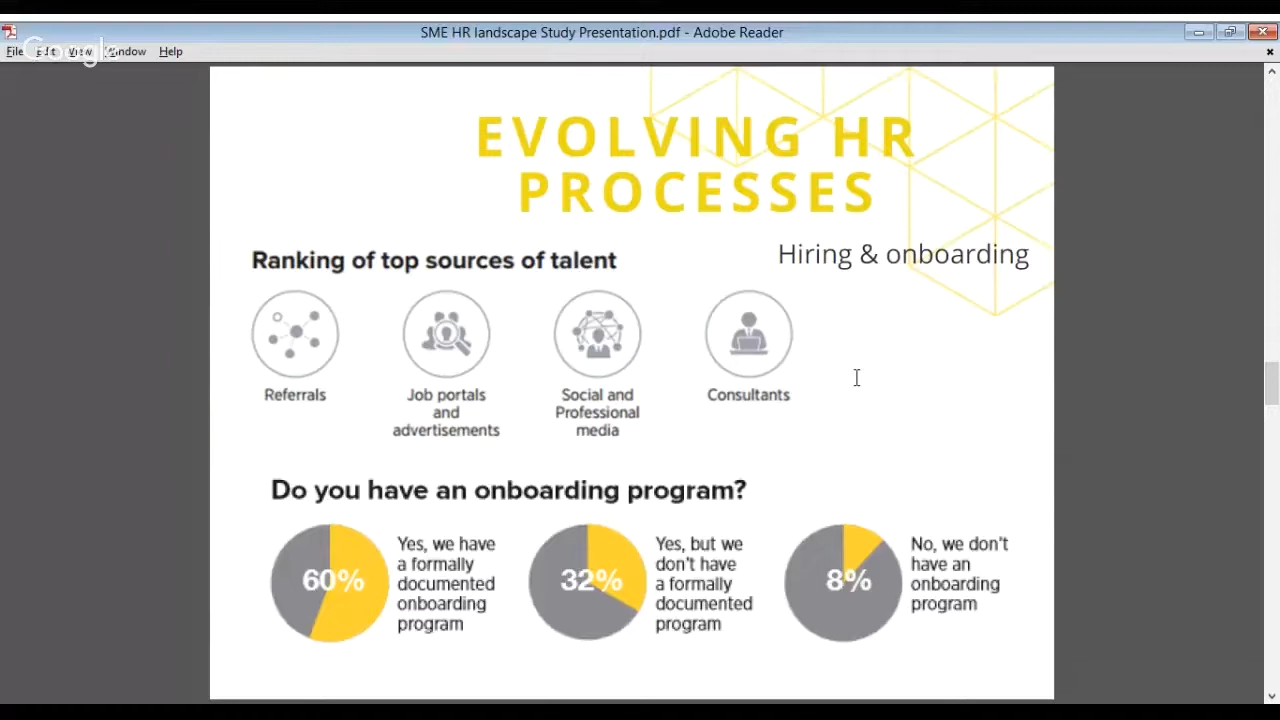 SME HR landscape Study Presentation.pdf - Adobe Reader
File Edit View Window Help
Google
EVOLVING HR
PROCESSES
Hiring & onboarding
Ranking of top sources of talent
Referrals
Job portals
and
advertisements
Social and
Professional
media
Consultants
Do you have an onboarding program?
60%
Yes, we have
a formally
documented
onboarding
program
32%
Yes, but we
don't have
a formally
documented
program
8%
No, we don't
have an
onboarding
program